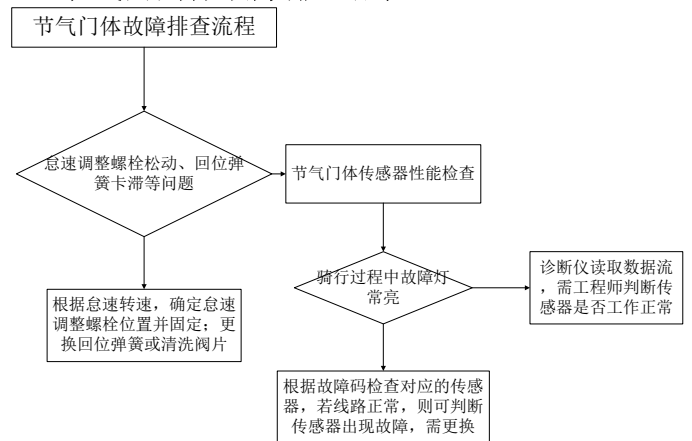 节气门体故障排查流程
怠速调整螺栓松动、回位弹
簧卡滞等问题
节气门体传感器性能检查
根据怠速转速，确定怠速
调整螺栓位置并固定；更
换回位弹簧或清洗阀片
骑行过程中故障灯
常亮
诊断仪读取数据流
，需工程师判断传
感器是否工作正常
根据故障码检查对应的传感
器，若线路正常，则可判断
传感器出现故障，需更换